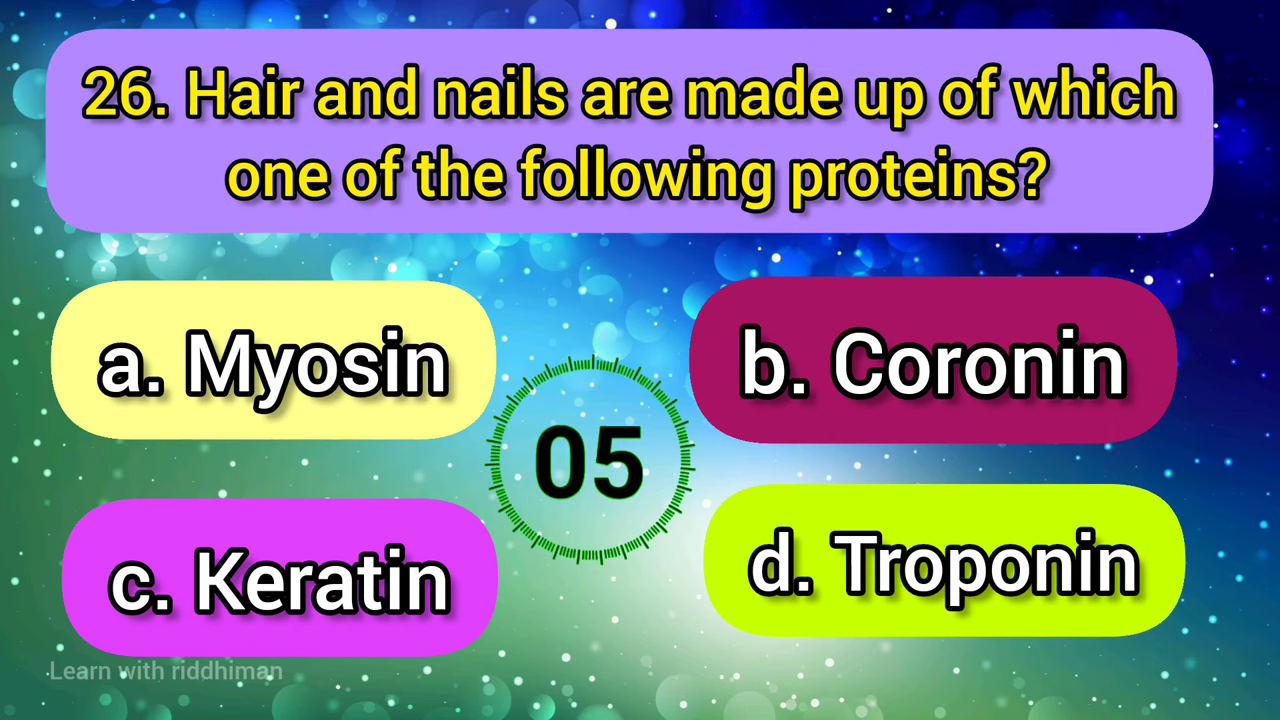 26. Hair and nails are made up of which
one of the following proteins?
a. Myosin
b. Coronin
05
c. Keratin
d. Troponin
Learn with riddhiman